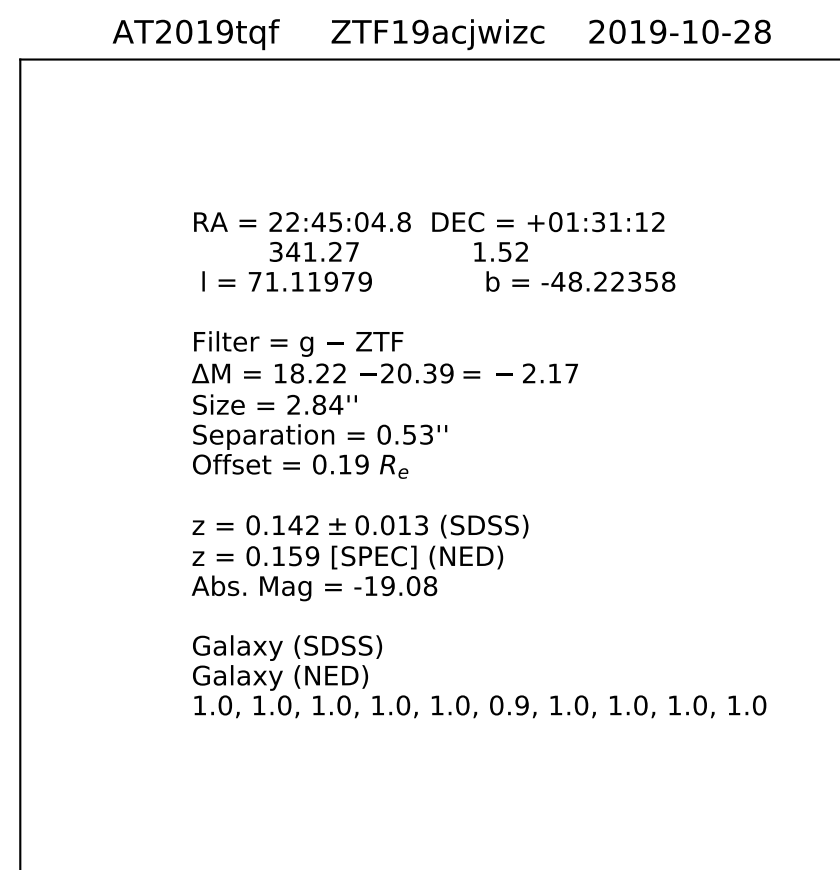 AT2019tqf ZTF19acjwizc 2019-10-28
RA = 22:45:04.8 DEC = +01:31:12
341.27 1.52
l = 71.11979 b = -48.22358
Filter = g − ZTF
ΔM = 18.22 −20.39 = − 2.17
Size = 2.84''
Separation = 0.53''
Offset = 0.19 Rₑ
z = 0.142 ± 0.013 (SDSS)
z = 0.159 [SPEC] (NED)
Abs. Mag = -19.08
Galaxy (SDSS)
Galaxy (NED)
1.0, 1.0, 1.0, 1.0, 1.0, 0.9, 1.0, 1.0, 1.0, 1.0